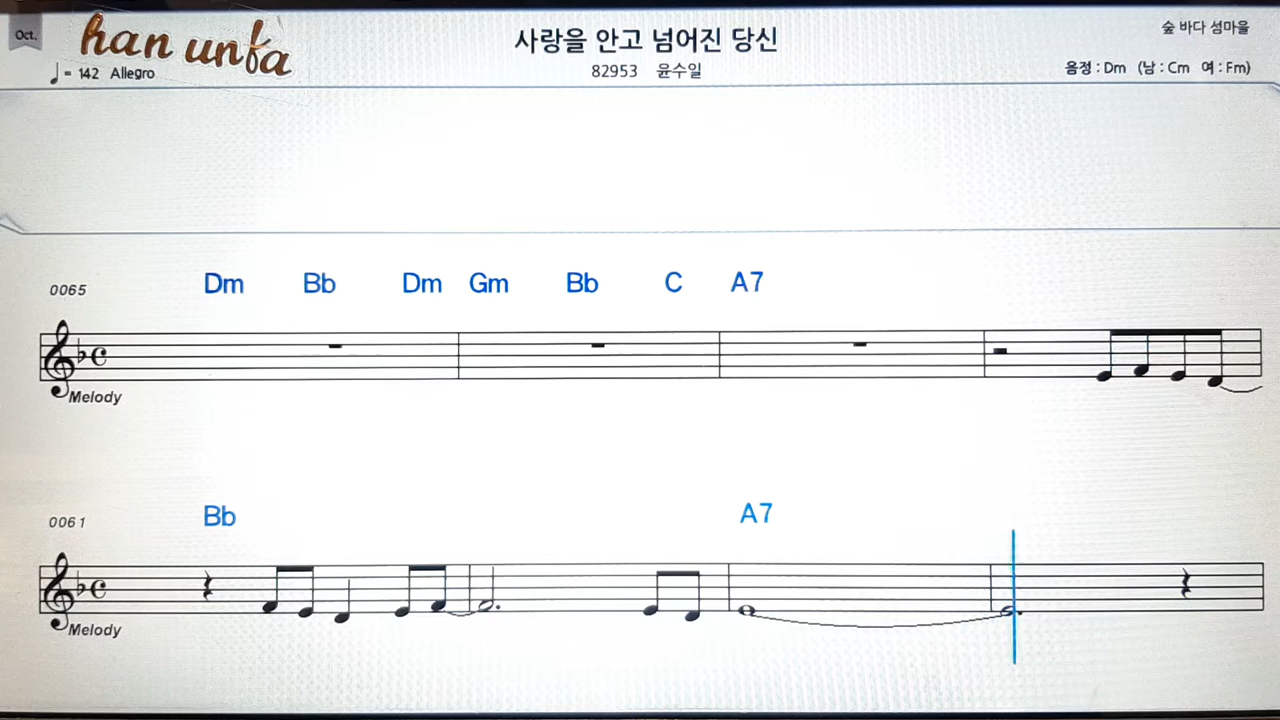 Oct.
han unfa
사랑을 안고 넘어진 당신
숲 바다 섬마을
♩ = 142 Allegro
82953 윤수일
음정 : Dm (남 : Cm 여 : Fm)
0065
Dm Bb Dm Gm Bb C A7
Melody
0061
Bb A7
Melody